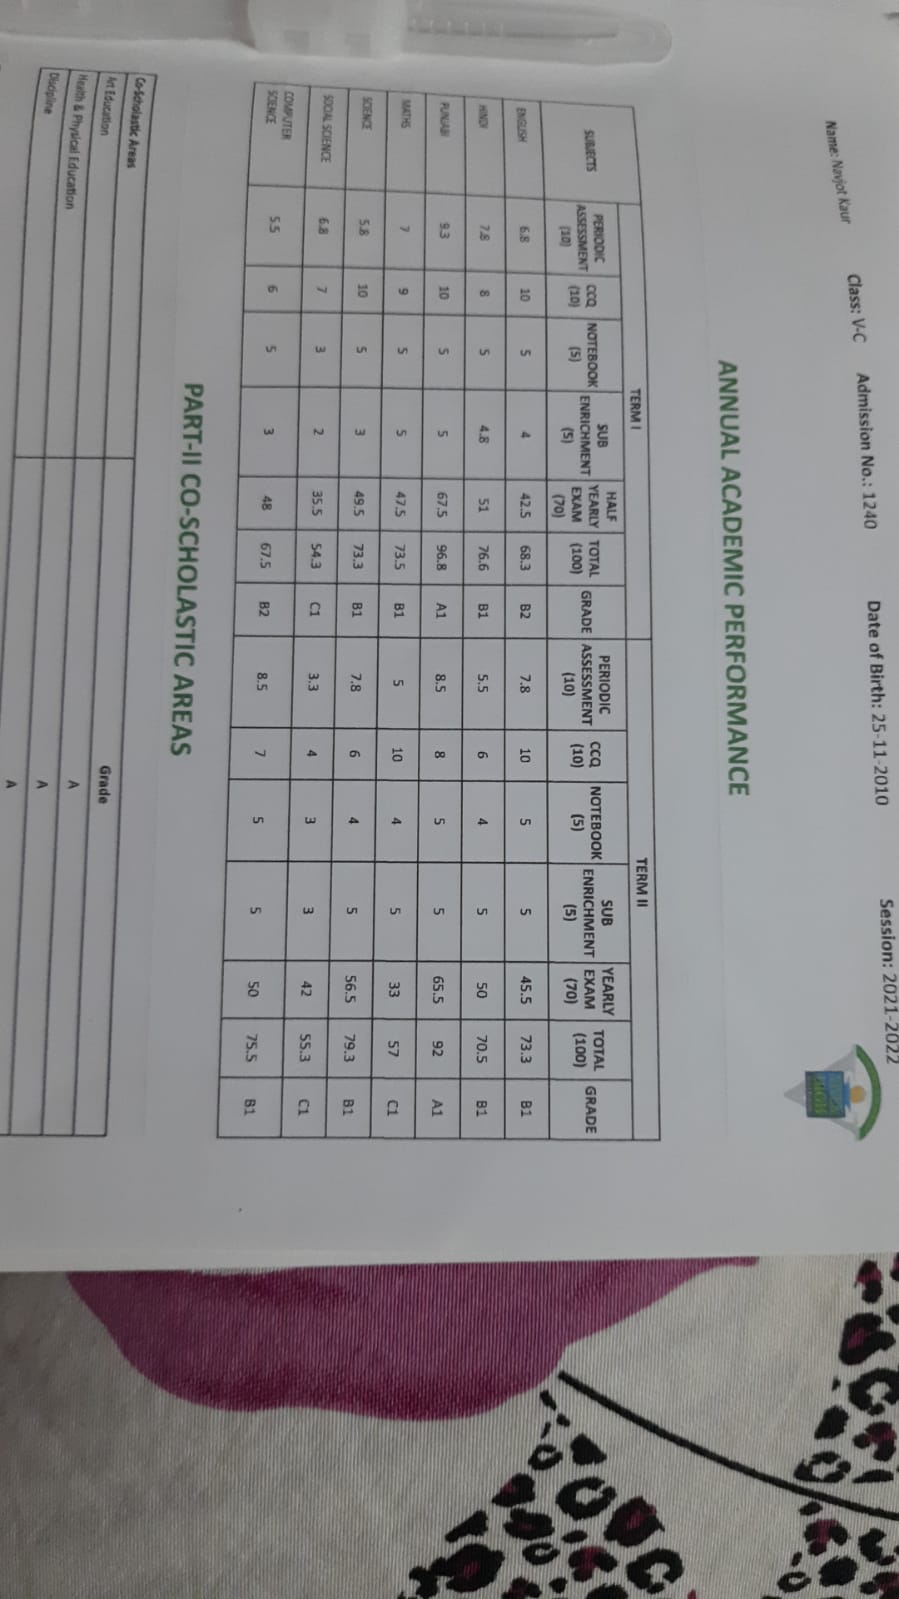 Name: Navjot Kaur Class: V-C Admission No.: 1240 Date of Birth: 25-11-2010 Session: 2021-2022
HIGH
ANNUAL ACADEMIC PERFORMANCE
SUBJECTS TERM I TERM II
PERIODIC ASSESSMENT (10) CCQ (10) NOTEBOOK (5) SUB ENRICHMENT (5) HALF YEARLY EXAM (70) TOTAL (100) GRADE PERIODIC ASSESSMENT (10) CCQ (10) NOTEBOOK (5) SUB ENRICHMENT (5) YEARLY EXAM (70) TOTAL (100) GRADE
ENGLISH 6.8 10 5 4 42.5 68.3 B2 7.8 10 5 5 45.5 73.3 B1
HINDI 7.8 8 5 4.8 51 76.6 B1 5.5 6 4 5 50 70.5 B1
PUNJABI 9.3 10 5 5 67.5 96.8 A1 8.5 8 5 5 65.5 92 A1
MATHS 7 9 5 5 47.5 73.5 B1 5 10 4 5 33 57 C1
SCIENCE 5.8 10 5 3 49.5 73.3 B1 7.8 6 4 5 56.5 79.3 B1
SOCIAL SCIENCE 6.8 7 3 2 35.5 54.3 C1 3.3 4 3 3 42 55.3 C1
COMPUTER SCIENCE 5.5 6 5 3 48 67.5 B2 8.5 7 5 5 50 75.5 B1
PART-II CO-SCHOLASTIC AREAS
Co-Scholastic Areas Grade
Art Education A
Health & Physical Education A
Discipline A